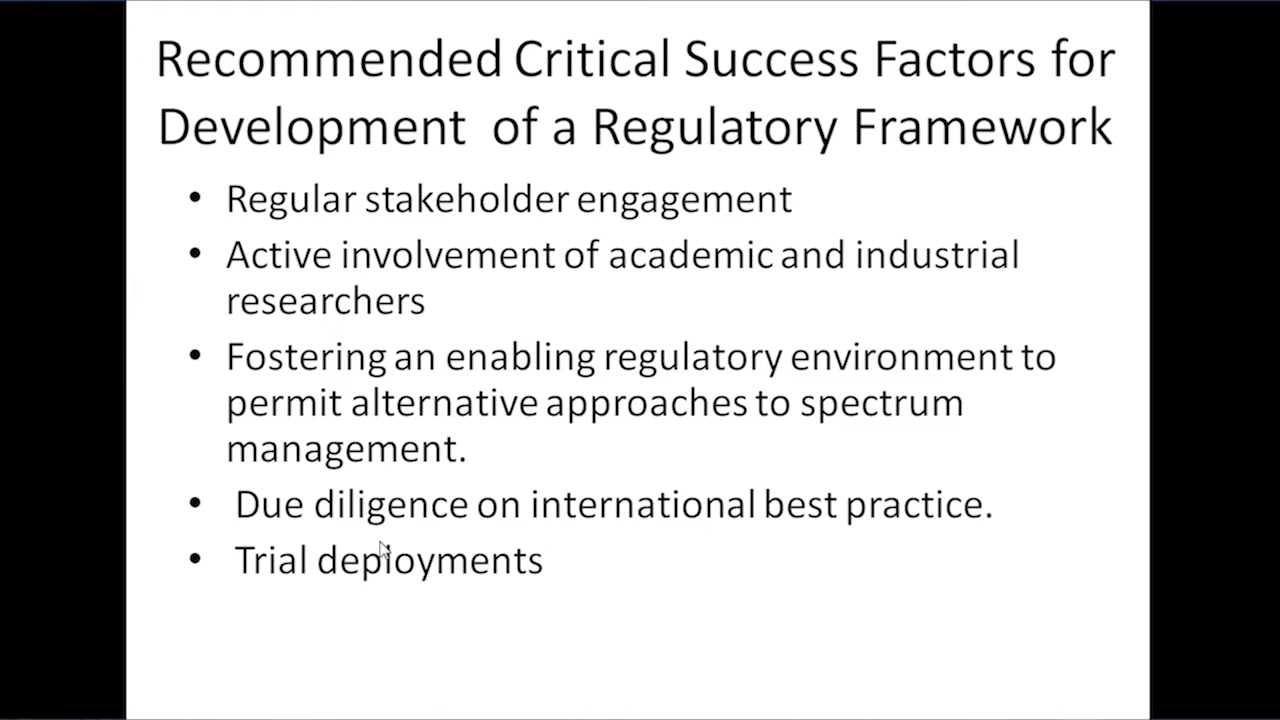 Recommended Critical Success Factors for
Development of a Regulatory Framework
• Regular stakeholder engagement
• Active involvement of academic and industrial
researchers
• Fostering an enabling regulatory environment to
permit alternative approaches to spectrum
management.
• Due diligence on international best practice.
• Trial deployments